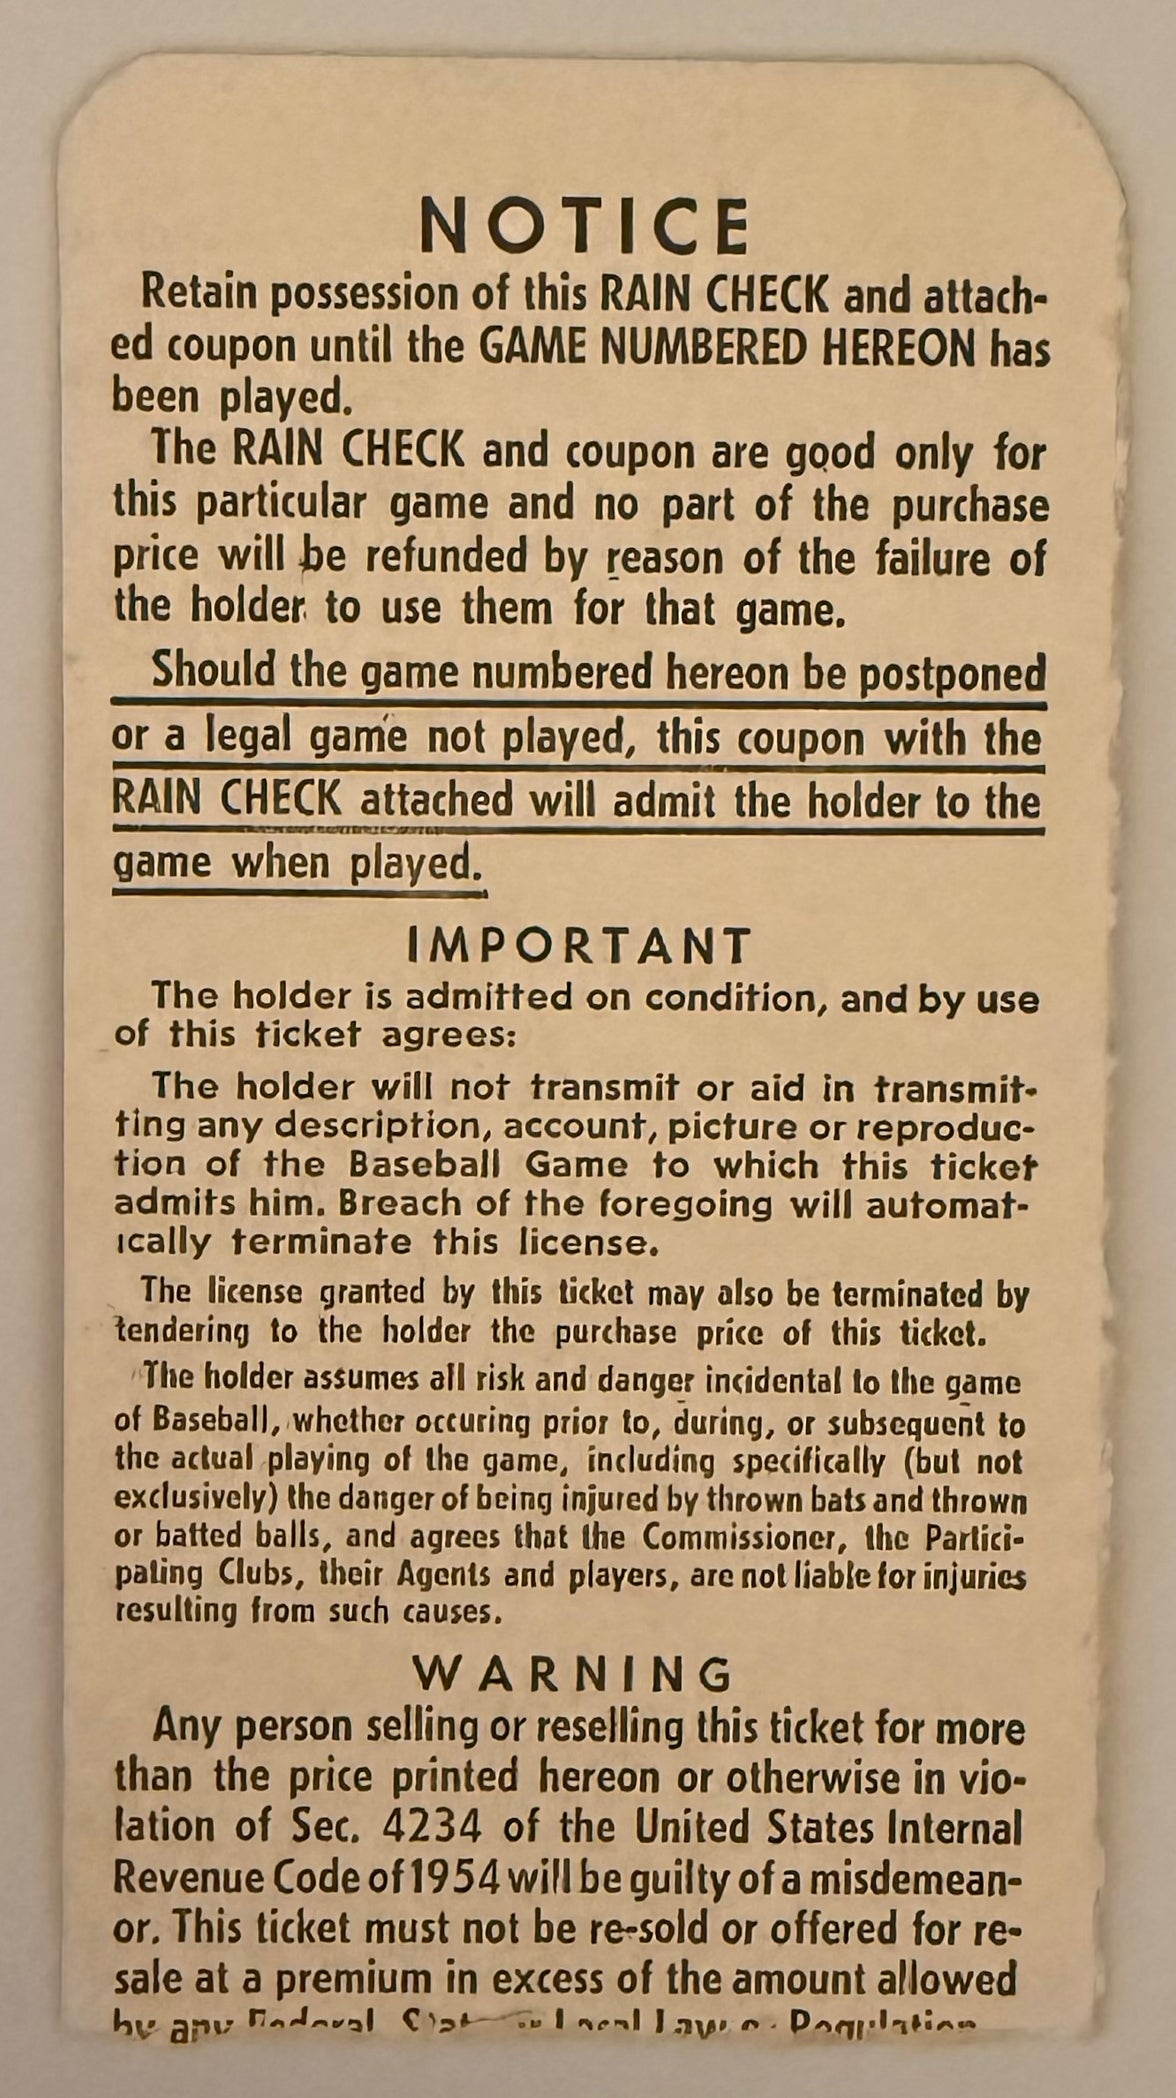 NOTICE
Retain possession of this RAIN CHECK and attach-
ed coupon until the GAME NUMBERED HEREON has
been played.
The RAIN CHECK and coupon are good only for
this particular game and no part of the purchase
price will be refunded by reason of the failure of
the holder to use them for that game.
Should the game numbered hereon be postponed
or a legal game not played, this coupon with the
RAIN CHECK attached will admit the holder to the
game when played.
IMPORTANT
The holder is admitted on condition, and by use
of this ticket agrees:
The holder will not transmit or aid in transmit-
ting any description, account, picture or reproduc-
tion of the Baseball Game to which this ticket
admits him. Breach of the foregoing will automat-
ically terminate this license.
The license granted by this ticket may also be terminated by
tendering to the holder the purchase price of this ticket.
The holder assumes all risk and danger incidental to the game
of Baseball, whether occuring prior to, during, or subsequent to
the actual playing of the game, including specifically (but not
exclusively) the danger of being injured by thrown bats and thrown
or batted balls, and agrees that the Commissioner, the Partici-
pating Clubs, their Agents and players, are not liable for injuries
resulting from such causes.
WARNING
Any person selling or reselling this ticket for more
than the price printed hereon or otherwise in vio-
lation of Sec. 4234 of the United States Internal
Revenue Code of 1954 will be guilty of a misdemean-
or. This ticket must not be re-sold or offered for re-
sale at a premium in excess of the amount allowed
by any Federal, State or Local Law or Regulation